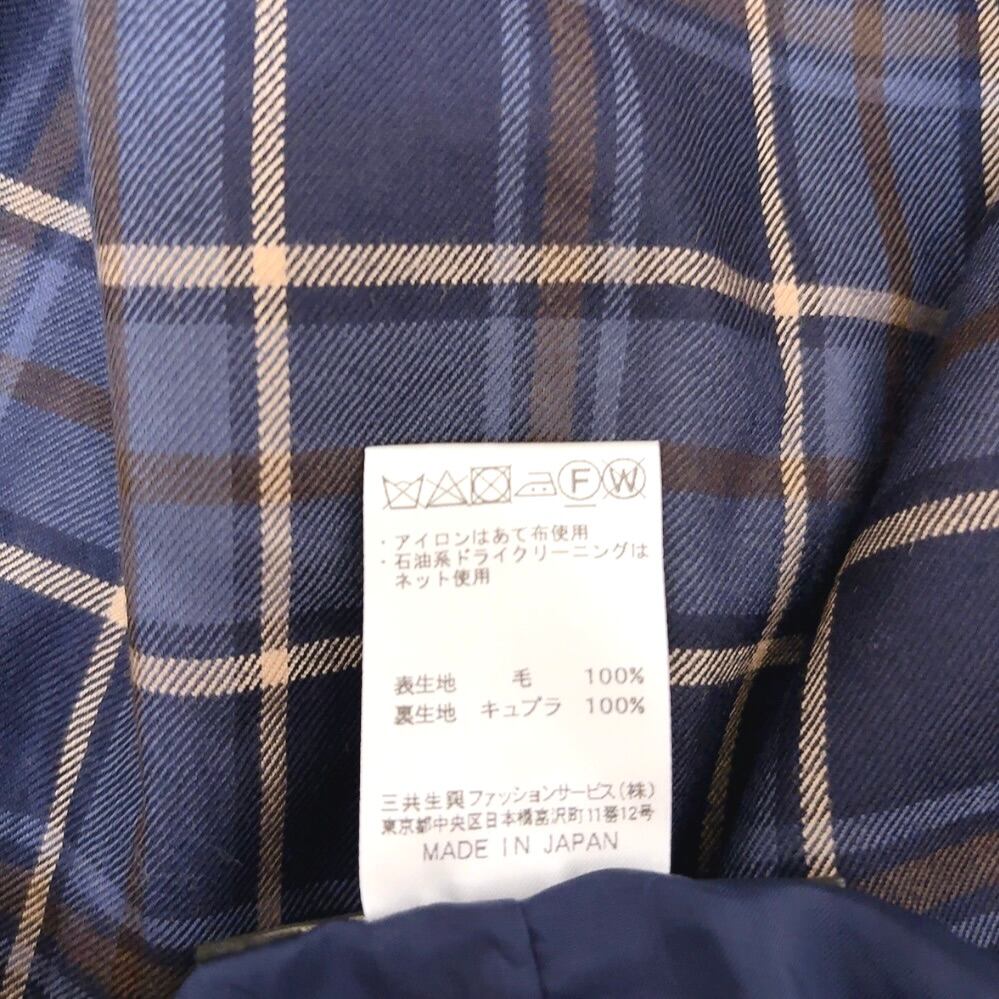 F W
・アイロンはあて布使用
・石油系ドライクリーニングは
ネット使用
表生地 毛 100%
裏生地 キュプラ 100%
三共生興ファッションサービス(株)
東京都中央区日本橋富沢町11番12号
MADE IN JAPAN